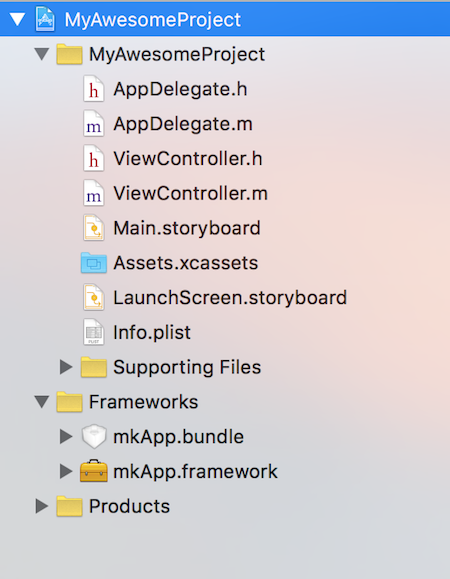 MyAwesomeProject
MyAwesomeProject
h AppDelegate.h
m AppDelegate.m
h ViewController.h
m ViewController.m
Main.storyboard
Assets.xcassets
LaunchScreen.storyboard
PLIST Info.plist
Supporting Files
Frameworks
mkApp.bundle
mkApp.framework
Products